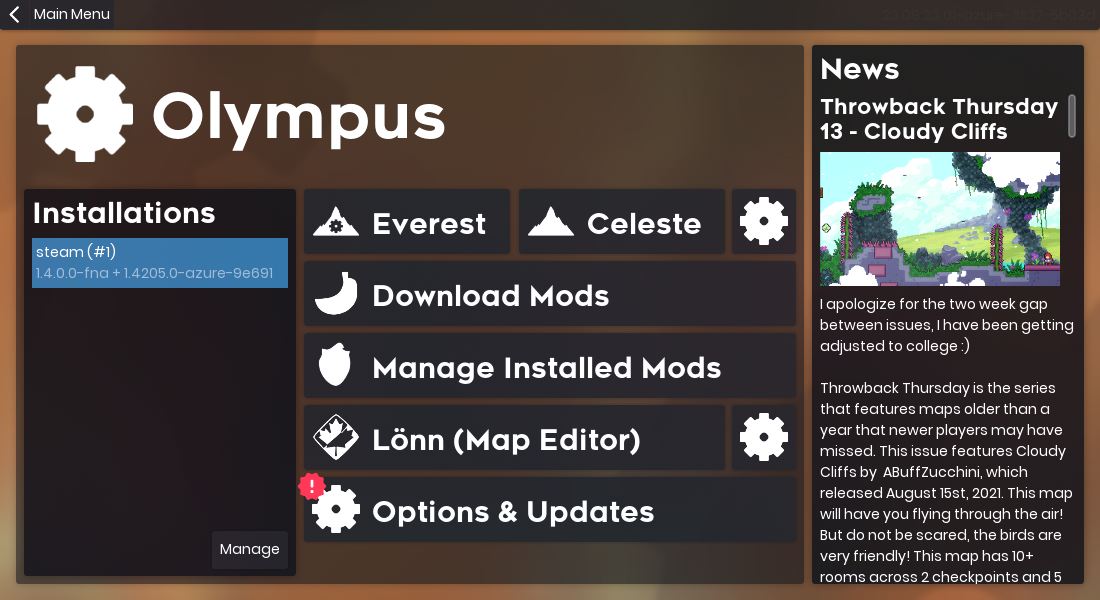 Main Menu
Olympus
Installations
steam (#1)
1.4.0.0-fna + 1.4205.0-azure-9e691
Manage
Everest
Celeste
Download Mods
Manage Installed Mods
Lönn (Map Editor)
!
Options & Updates
News
Throwback Thursday
13 - Cloudy Cliffs
I apologize for the two week gap
between issues, I have been getting
adjusted to college :)
Throwback Thursday is the series
that features maps older than a
year that newer players may have
missed. This issue features Cloudy
Cliffs by ABuffZucchini, which
released August 15st, 2021. This map
will have you flying through the air!
But do not be scared, the birds are
very friendly! This map has 10+
rooms across 2 checkpoints and 5